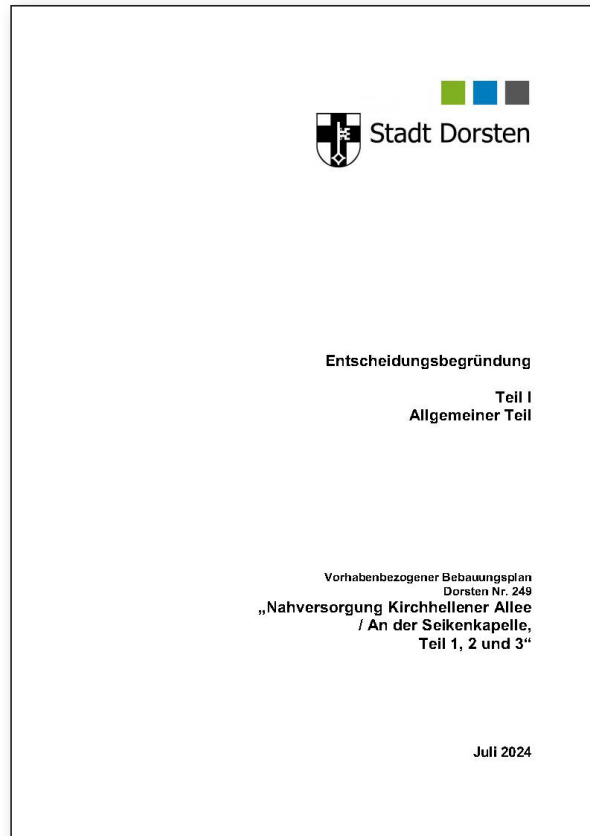 Stadt Dorsten
Entscheidungsbegründung
Teil I
Allgemeiner Teil
Vorhabenbezogener Bebauungsplan
Dorsten Nr. 249
„Nahversorgung Kirchhellener Allee
/ An der Seikenkapelle,
Teil 1, 2 und 3“
Juli 2024